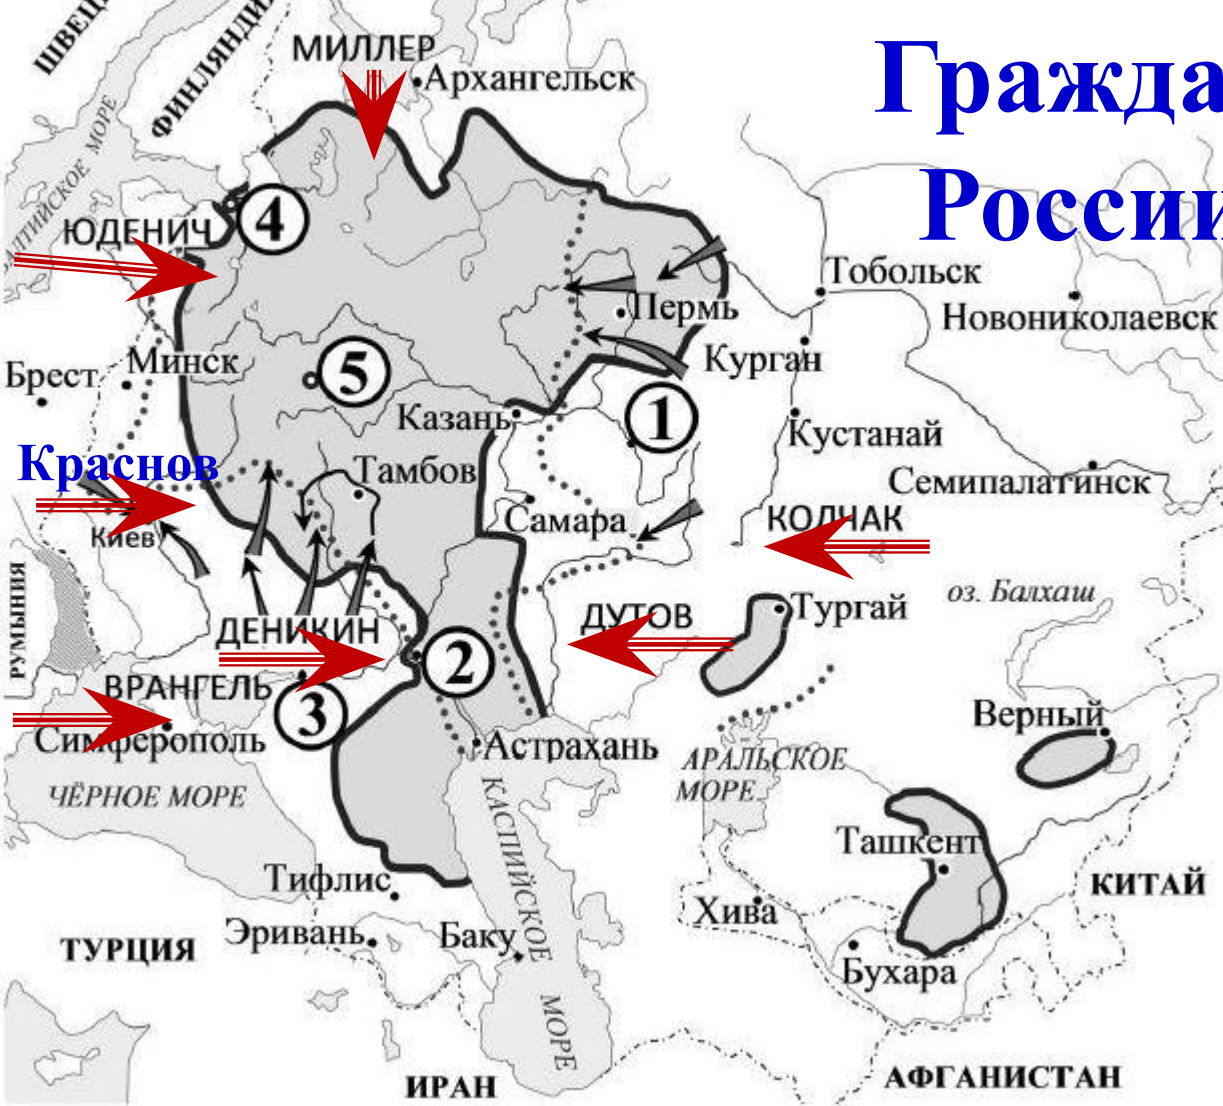 ШВЕЦ
ФИНЛЯНДИ
МИЛЛЕР
Архангельск
Гражда
России
БАЛТИЙСКОЕ МОРЕ
ЮДЕНИЧ
4
Тобольск
Новониколаевск
Пермь
Минск
Брест
5
Курган
Казань
1
Кустанай
Краснов
Тамбов
Семипалатинск
Самара
КОЛЧАК
Киев
РУМЫНИЯ
оз. Балхаш
ДУТОВ
Тургай
ДЕНИКИН
2
ВРАНГЕЛЬ
3
Верный
Симферополь
Астрахань
АРАЛЬСКОЕ
МОРЕ
ЧЁРНОЕ МОРЕ
КАСПИЙСКОЕ
МОРЕ
Ташкент
Тифлис
КИТАЙ
Хива
ТУРЦИЯ
Эривань
Баку
Бухара
ИРАН
АФГАНИСТАН